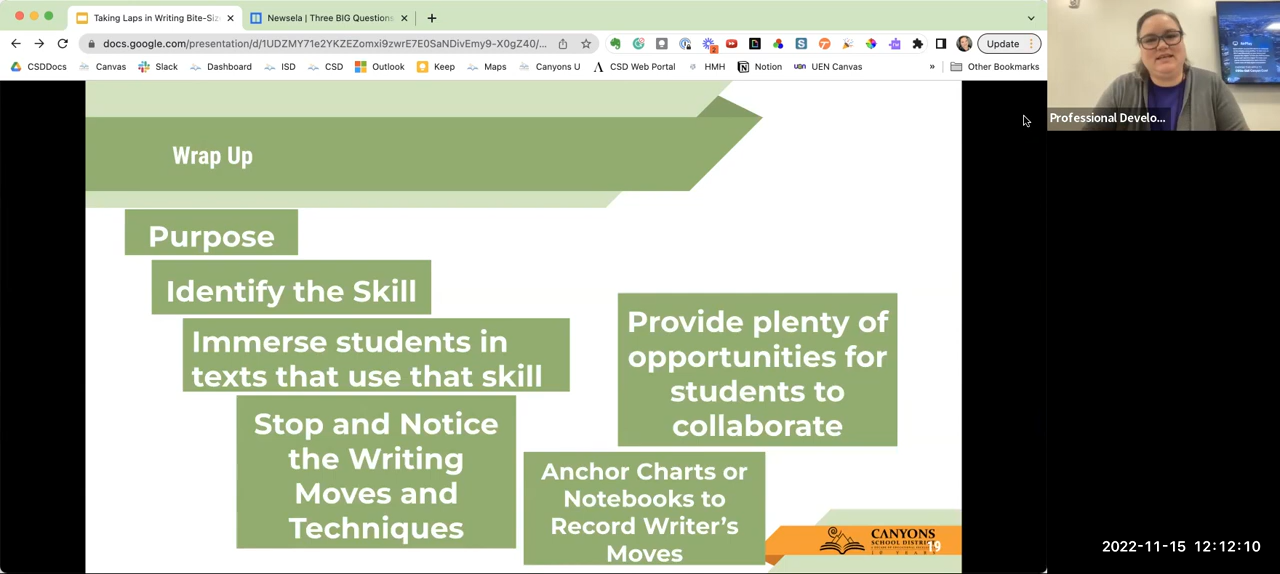 Taking Laps in Writing Bite-Siz
Newsela | Three BIG Questions
docs.google.com/presentation/d/1UDZMY71e2YKZEZomxi9zwrE7E0SaNEivEmy9-X0gZ40/...
Update
CSDDocs
Canvas
Slack
Dashboard
ISD
CSD
Outlook
Keep
Maps
Canyons U
CSD Web Portal
HMH
Notion
UEN Canvas
»
Other Bookmarks
Professional Develo...
Wrap Up
Purpose
Identify the Skill
Immerse students in
texts that use that skill
Stop and Notice
the Writing
Moves and
Techniques
Provide plenty of
opportunities for
students to
collaborate
Anchor Charts or
Notebooks to
Record Writer's
Moves
CANYONS
SCHOOL DISTRICT
19
2022-11-15 12:12:10